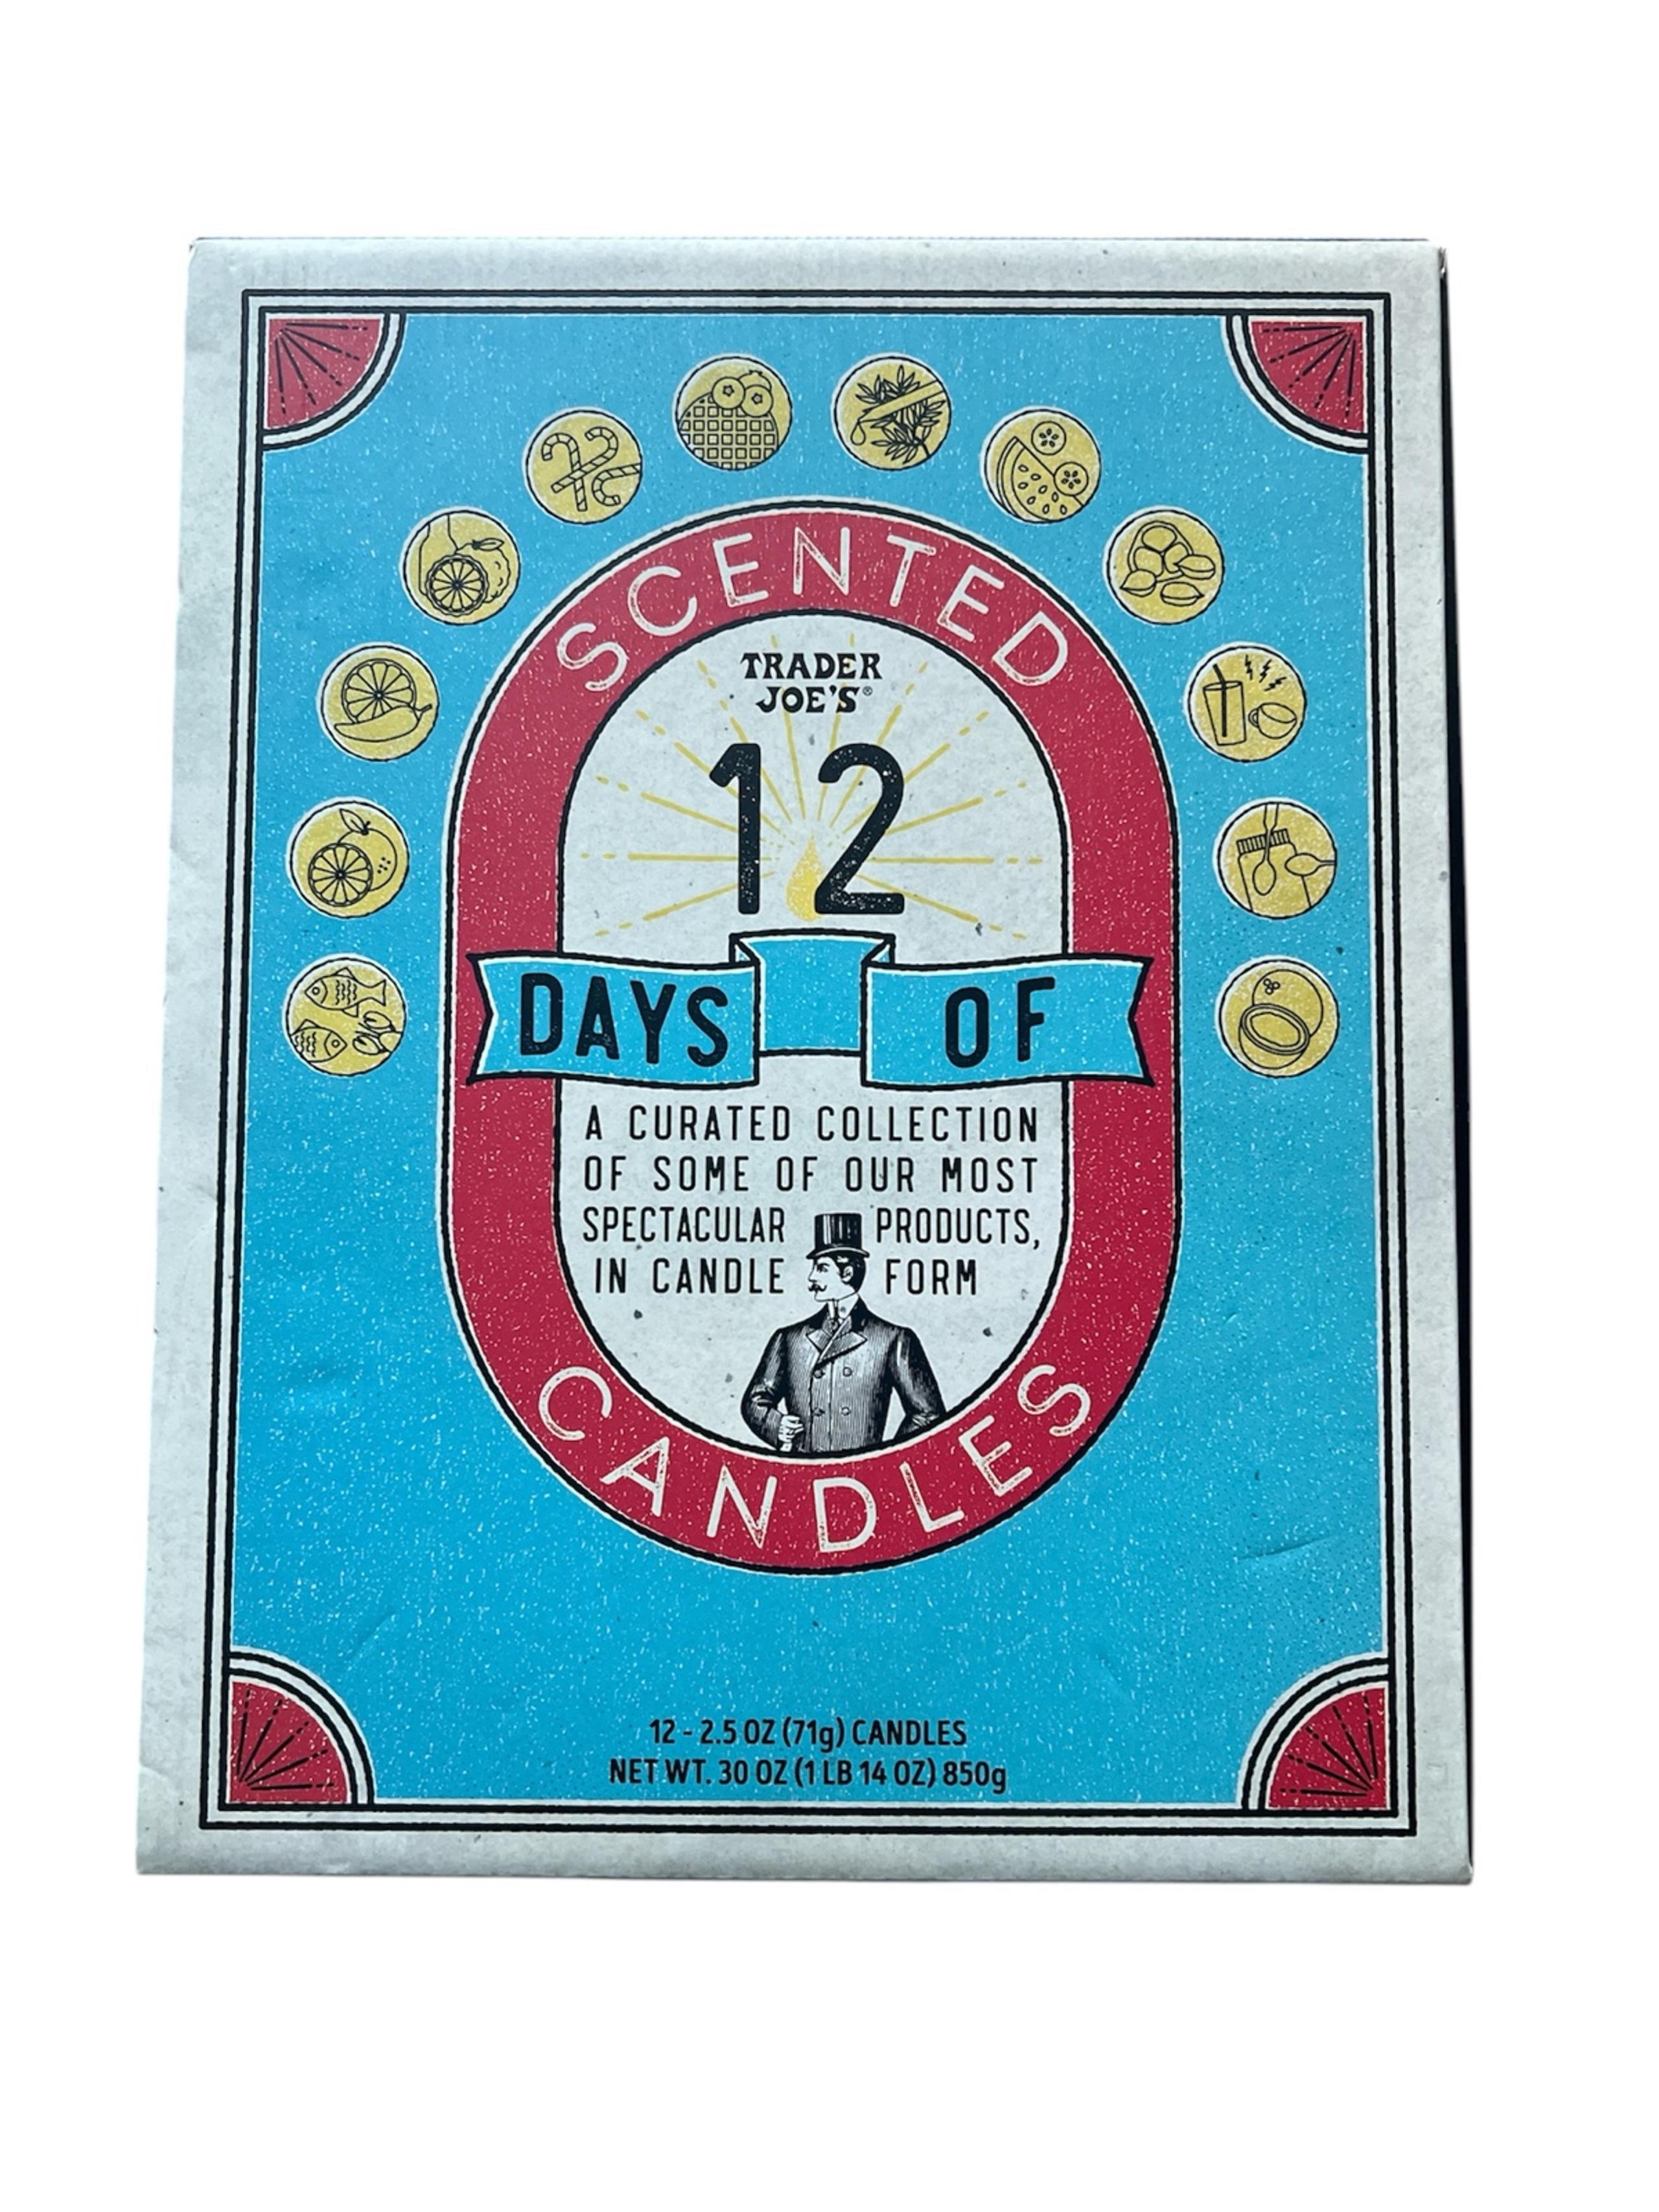 SCENTED
TRADER
JOE'S®
12
DAYS OF
A CURATED COLLECTION
OF SOME OF OUR MOST
SPECTACULAR PRODUCTS,
IN CANDLE FORM
CANDLES
12 - 2.5 OZ (71g) CANDLES
NET WT. 30 OZ (1 LB 14 OZ) 850g